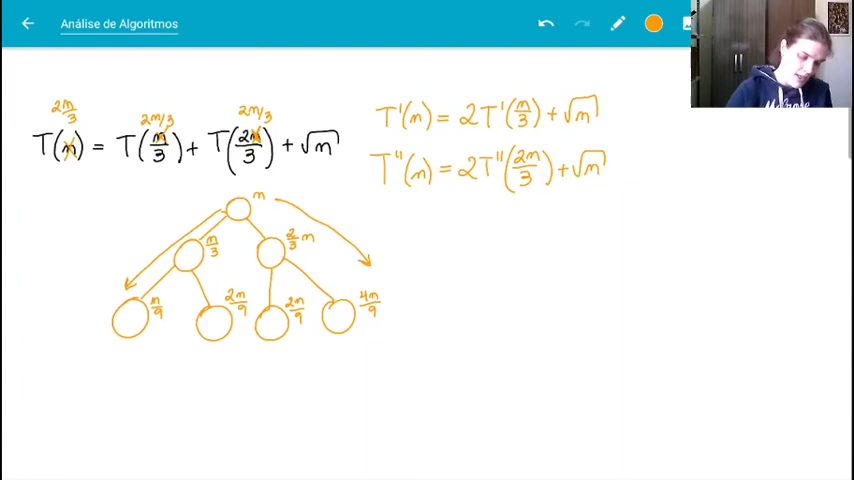 Análise de Algoritmos
2n/3 2n/3 2n/3
T(n) = T(n/3) + T(2n/3) + √n
T'(n) = 2T'(n/3) + √n
T''(n) = 2T''(2n/3) + √n
n
n/3 2/3 n
n/9 2n/9 2n/9 4n/9